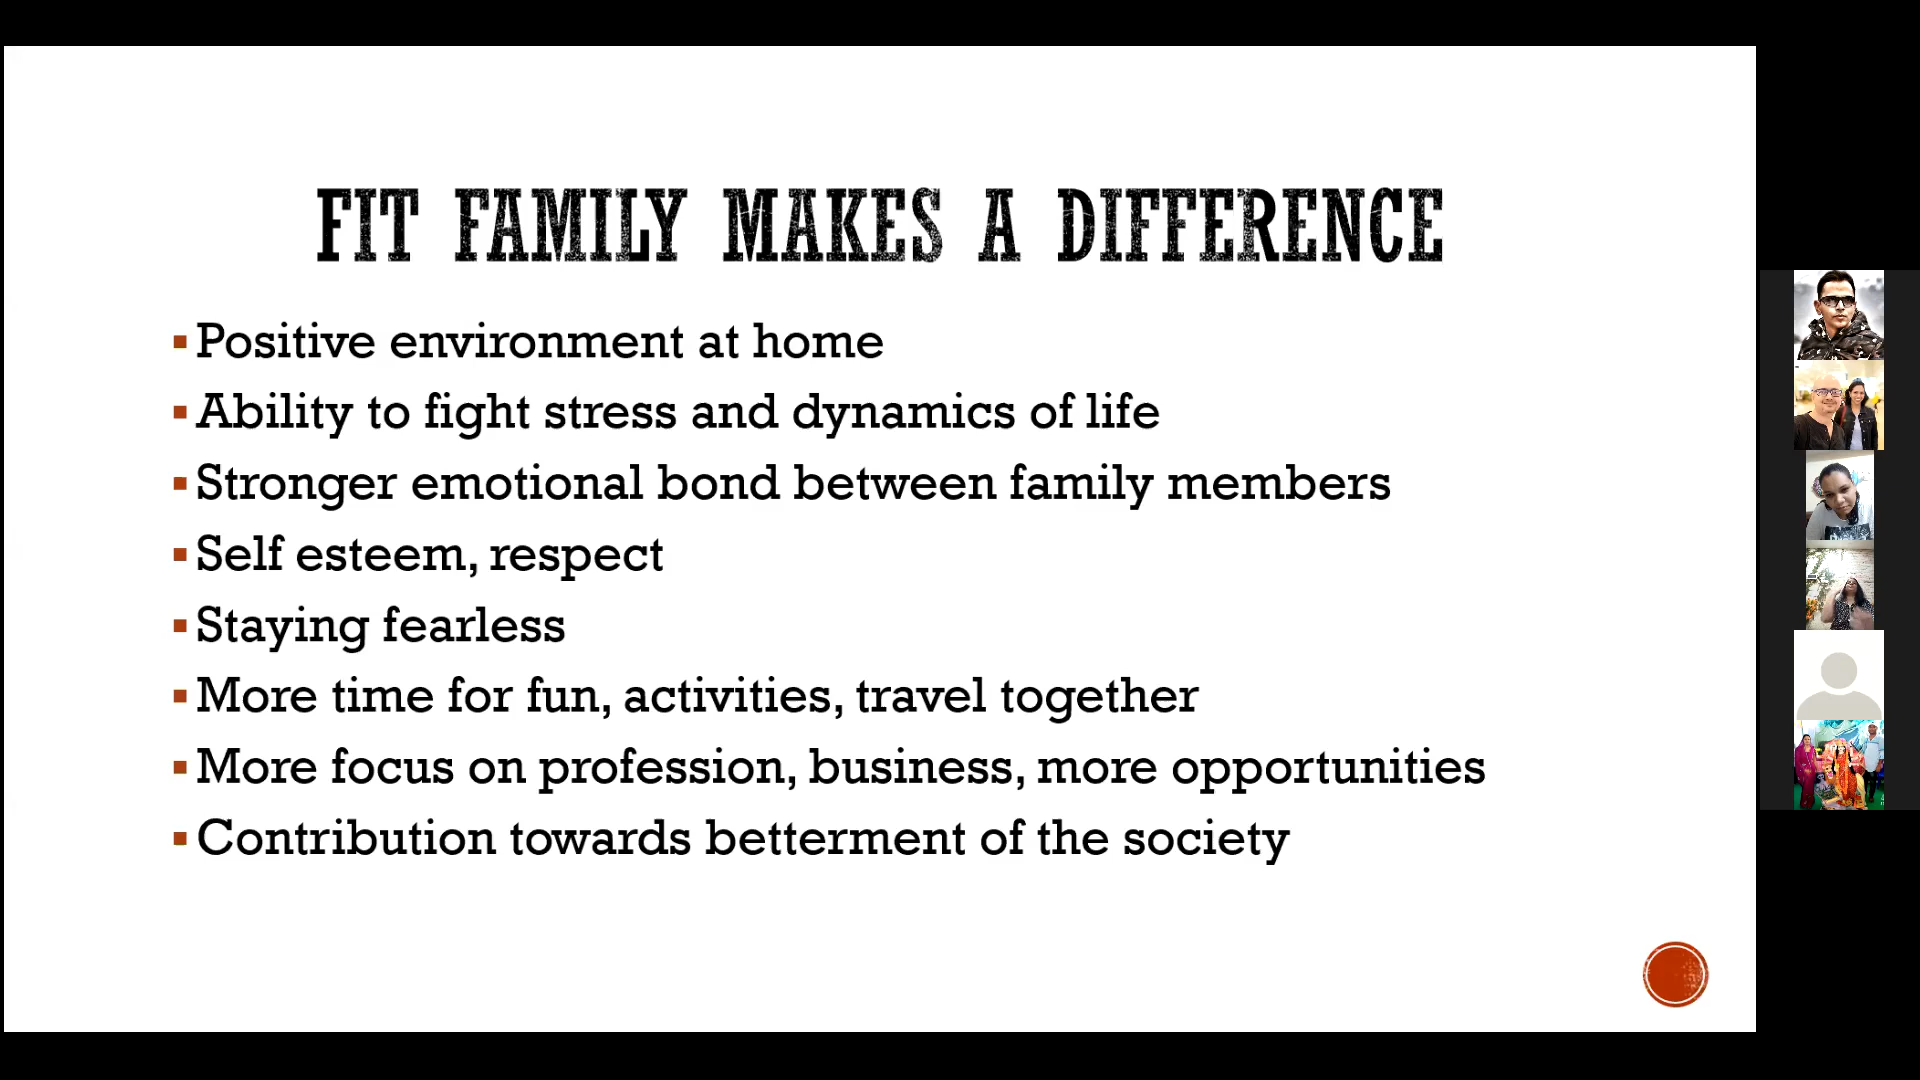 FIT FAMILY MAKES A DIFFERENCE
Positive environment at home
Ability to fight stress and dynamics of life
Stronger emotional bond between family members
Self esteem, respect
Staying fearless
More time for fun, activities, travel together
More focus on profession, business, more opportunities
Contribution towards betterment of the society